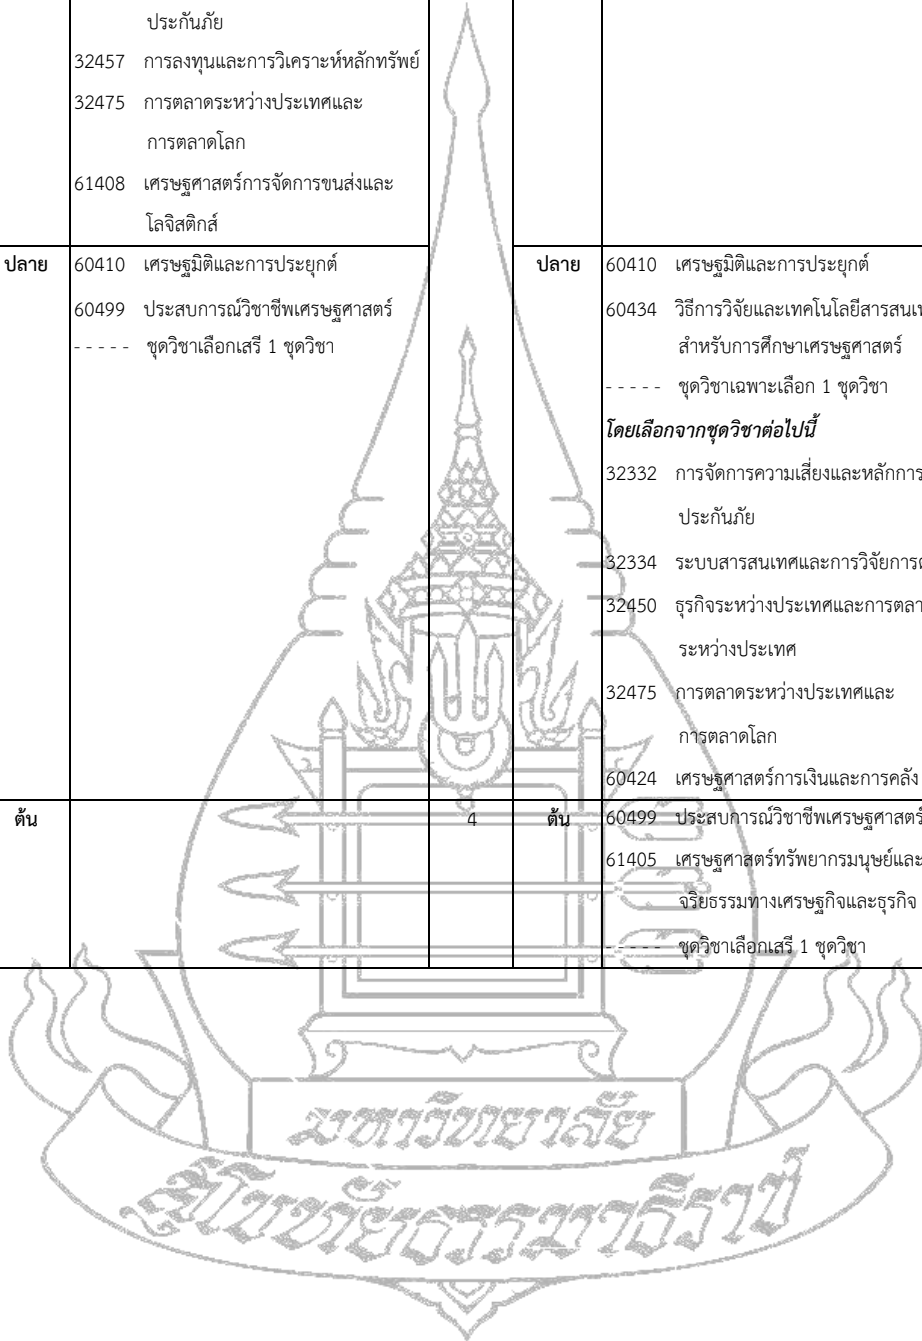 ประกันภัย
32457 การลงทุนและการวิเคราะห์หลักทรัพย์
32475 การตลาดระหว่างประเทศและ
การตลาดโลก
61408 เศรษฐศาสตร์การจัดการขนส่งและ
โลจิสติกส์
ปลาย
60410 เศรษฐมิติและการประยุกต์
60499 ประสบการณ์วิชาชีพเศรษฐศาสตร์
----- ชุดวิชาเลือกเสรี 1 ชุดวิชา
ปลาย
60410 เศรษฐมิติและการประยุกต์
60434 วิธีการวิจัยและเทคโนโลยีสารสนเ
สำหรับการศึกษาเศรษฐศาสตร์
----- ชุดวิชาเฉพาะเลือก 1 ชุดวิชา
โดยเลือกจากชุดวิชาต่อไปนี้
32332 การจัดการความเสี่ยงและหลักการ
ประกันภัย
32334 ระบบสารสนเทศและการวิจัยการ
32450 ธุรกิจระหว่างประเทศและการตลา
ระหว่างประเทศ
32475 การตลาดระหว่างประเทศและ
การตลาดโลก
60424 เศรษฐศาสตร์การเงินและการคลัง
ต้น
4
ต้น
60499 ประสบการณ์วิชาชีพเศรษฐศาสตร์
61405 เศรษฐศาสตร์ทรัพยากรมนุษย์และ
จริยธรรมทางเศรษฐกิจและธุรกิจ
----- ชุดวิชาเลือกเสรี 1 ชุดวิชา
มหาวิทยาลัย
สุโขทัยธรรมาธิราช